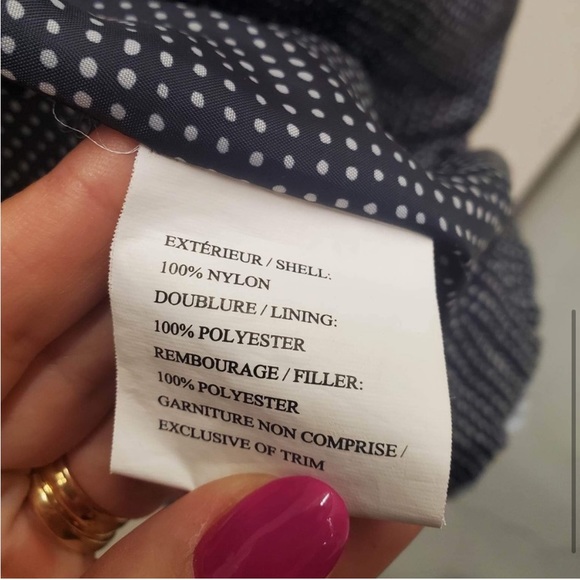 EXTÉRIEUR / SHELL:
100% NYLON
DOUBLURE / LINING:
100% POLYESTER
REMBOURAGE / FILLER:
100% POLYESTER
GARNITURE NON COMPRISE /
EXCLUSIVE OF TRIM